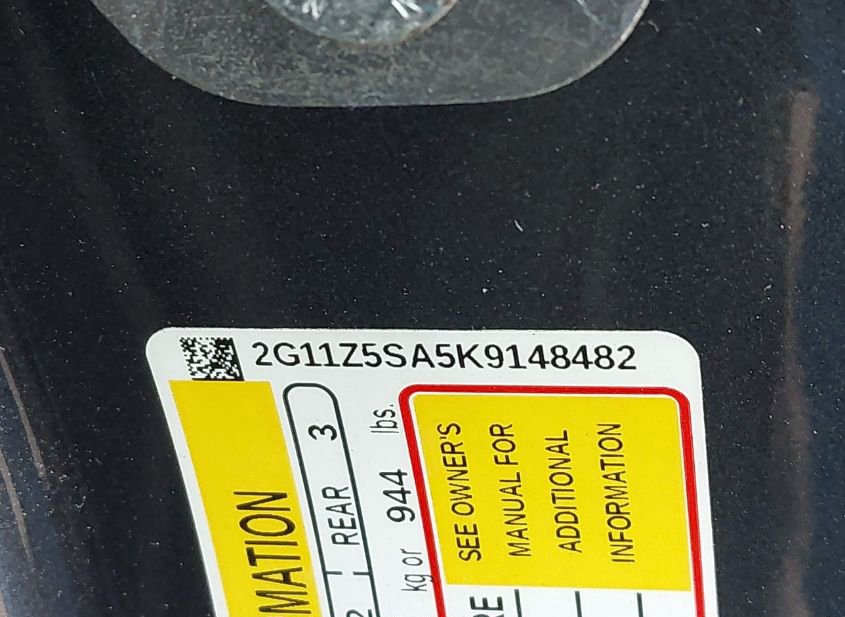 2G11Z5SA5K9148482
MATION
REAR 3
kg or 944 lbs.
SEE OWNER'S
MANUAL FOR
ADDITIONAL
INFORMATION